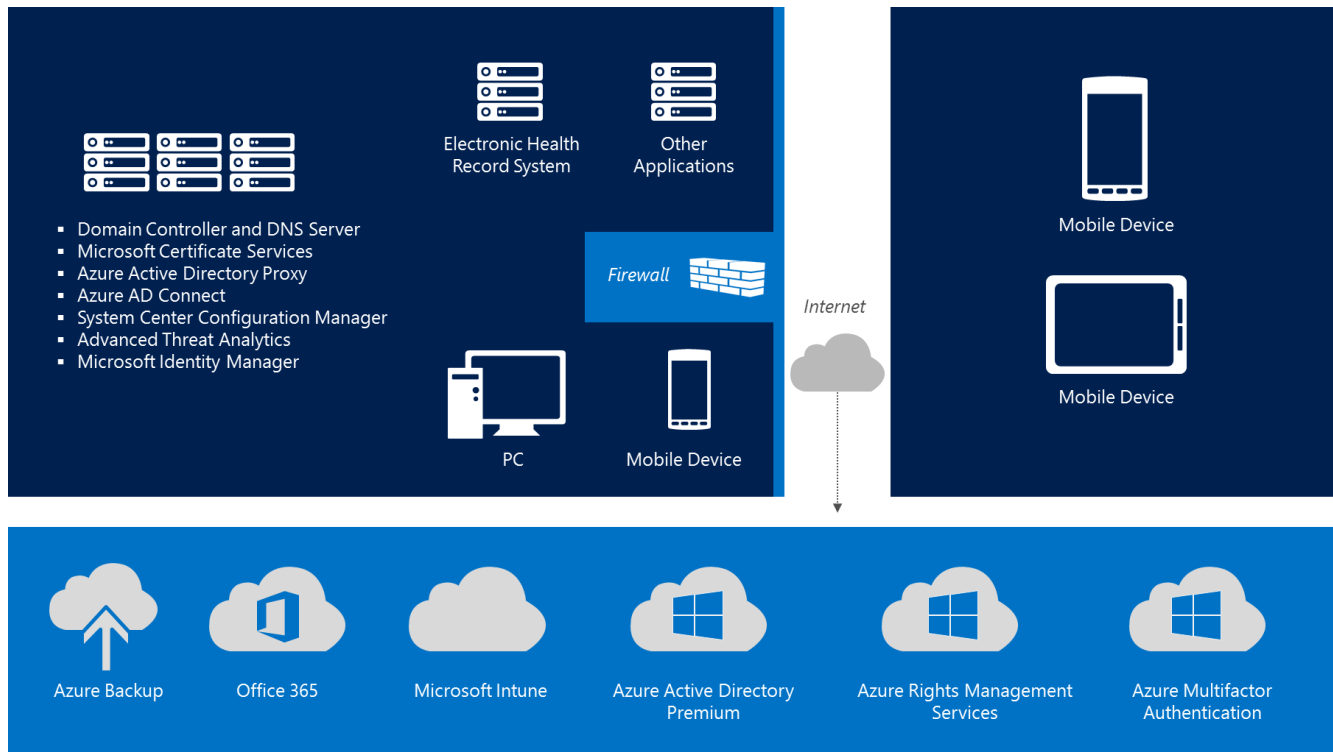 Electronic Health
Record System
Other
Applications
▪ Domain Controller and DNS Server
▪ Microsoft Certificate Services
▪ Azure Active Directory Proxy
▪ Azure AD Connect
▪ System Center Configuration Manager
▪ Advanced Threat Analytics
▪ Microsoft Identity Manager
Firewall
PC
Mobile Device
Internet
Mobile Device
Mobile Device
Azure Backup
Office 365
Microsoft Intune
Azure Active Directory
Premium
Azure Rights Management
Services
Azure Multifactor
Authentication